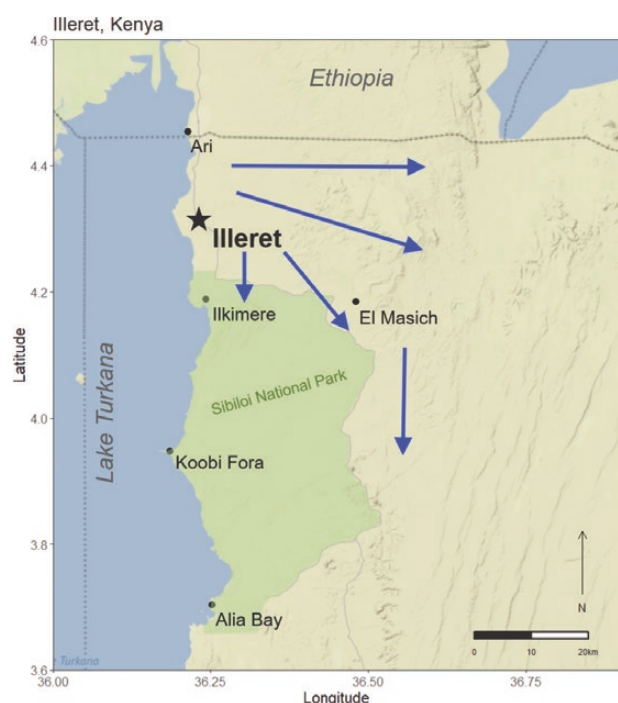 Illeret, Kenya
4.6
Ethiopia
Ari
4.4
Illeret
4.2
Ilkimere
El Masich
Latitude
Lake Turkana
Sibiloi National Park
4.0
Koobi Fora
3.8
N
Alia Bay
0 10 20km
Turkana
3.6
36.00 36.25 36.50 36.75
Longitude